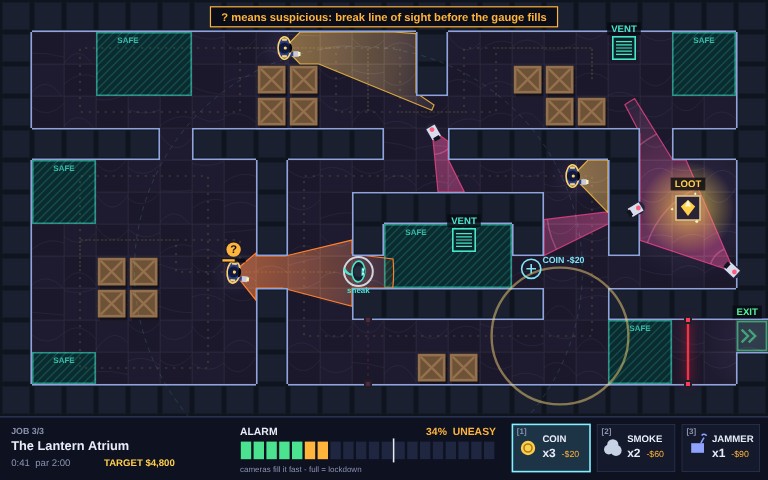 ? means suspicious: break line of sight before the gauge fills
VENT
SAFE
SAFE
SAFE
LOOT
?
VENT
SAFE
COIN -$20
sneak
EXIT
SAFE
SAFE
JOB 3/3
The Lantern Atrium
0:41 par 2:00
TARGET $4,800
ALARM
34% UNEASY
cameras fill it fast - full = lockdown
[1]
COIN
x3 -$20
[2]
SMOKE
x2 -$60
[3]
JAMMER
x1 -$90